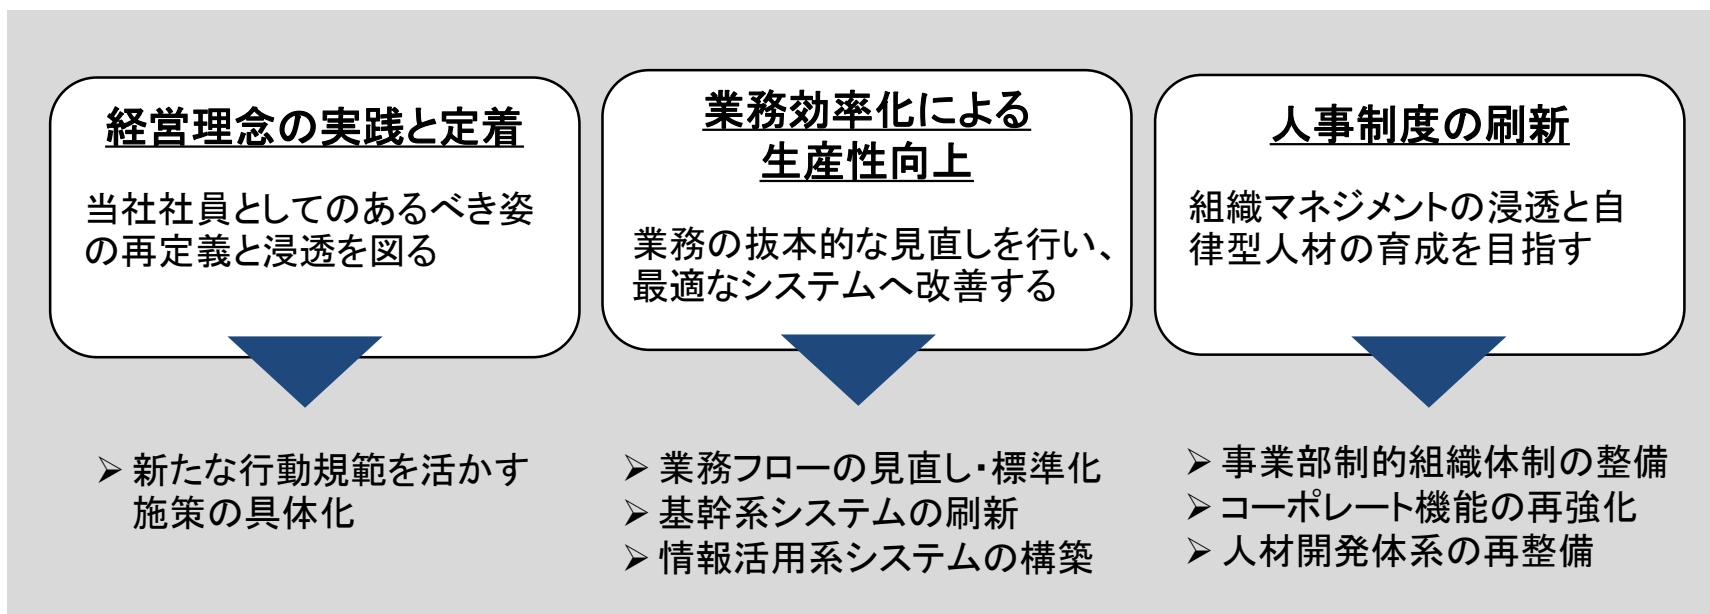 経営理念の実践と定着
当社社員としてのあるべき姿
の再定義と浸透を図る
➢ 新たな行動規範を活かす
施策の具体化
業務効率化による
生産性向上
業務の抜本的な見直しを行い、
最適なシステムへ改善する
➢ 業務フローの見直し・標準化
➢ 基幹系システムの刷新
➢ 情報活用系システムの構築
人事制度の刷新
組織マネジメントの浸透と自
律型人材の育成を目指す
➢ 事業部制的組織体制の整備
➢ コーポレート機能の再強化
➢ 人材開発体系の再整備